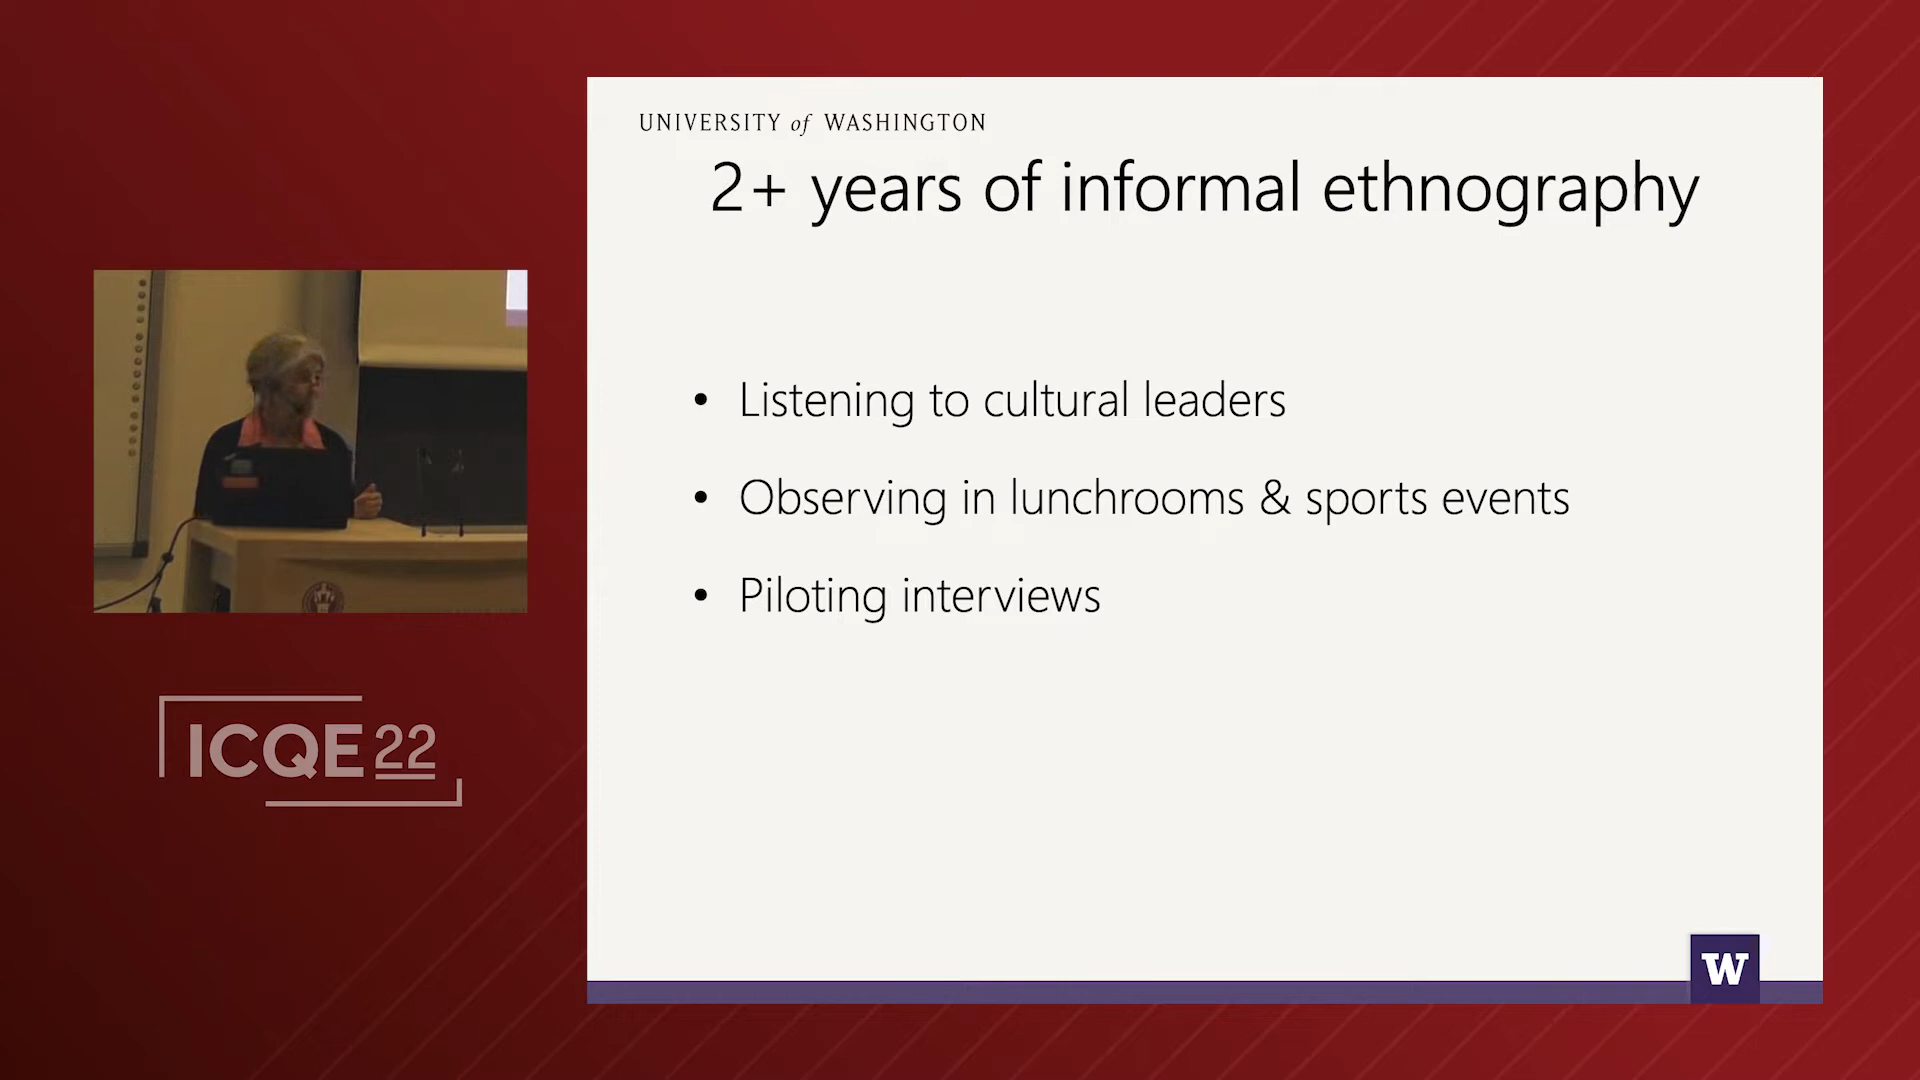 UNIVERSITY of WASHINGTON
2+ years of informal ethnography
• Listening to cultural leaders
• Observing in lunchrooms & sports events
• Piloting interviews
ICQE22
W